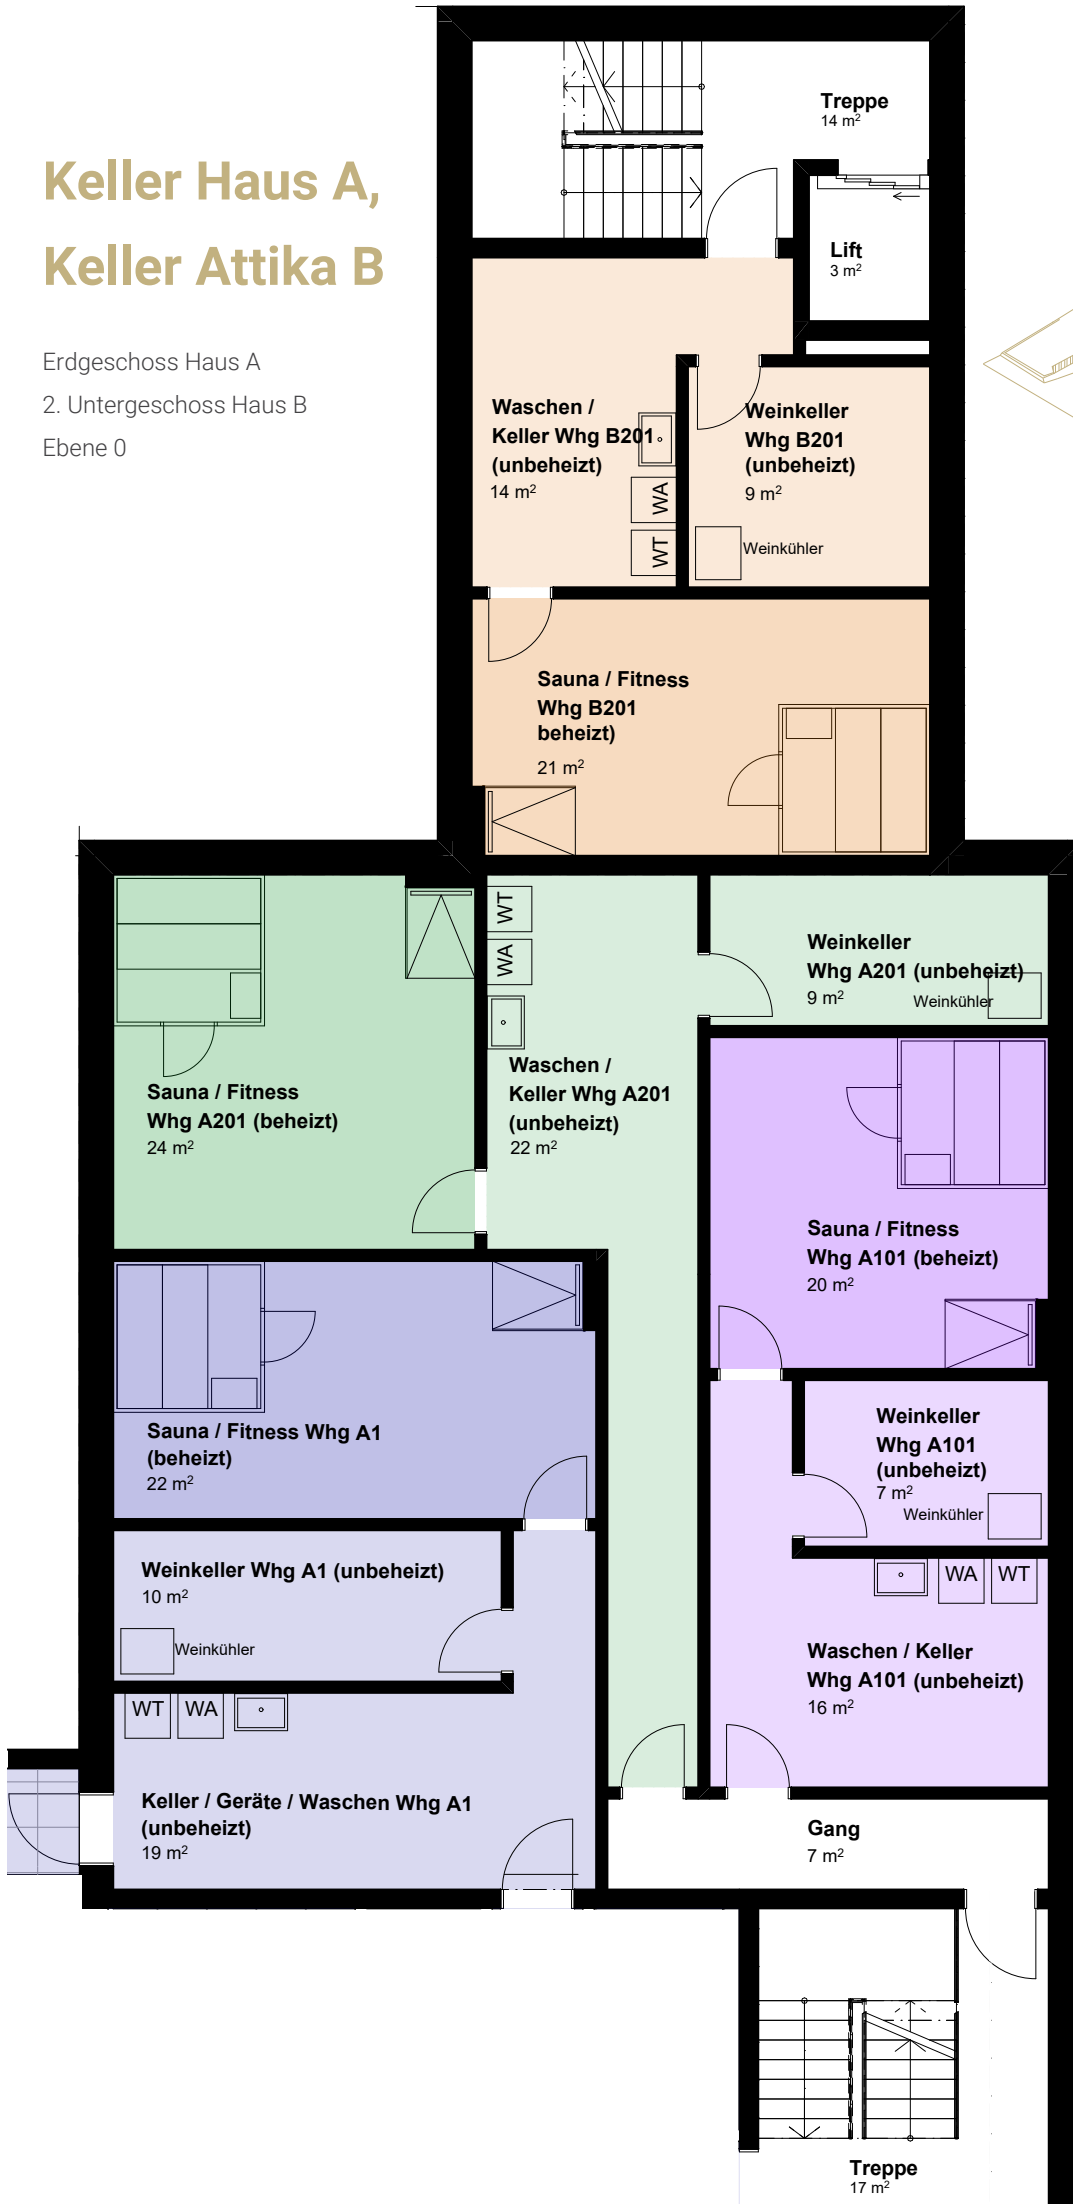 Keller Haus A,
Keller Attika B
Erdgeschoss Haus A
2. Untergeschoss Haus B
Ebene 0
Treppe
14 m²
Lift
3 m²
Waschen /
Keller Whg B201
(unbeheizt)
14 m²
WA
WT
Weinkeller
Whg B201
(unbeheizt)
9 m²
Weinkühler
Sauna / Fitness
Whg B201
beheizt)
21 m²
WT
WA
Weinkeller
Whg A201 (unbeheizt)
9 m²
Weinkühler
Waschen /
Keller Whg A201
(unbeheizt)
22 m²
Sauna / Fitness
Whg A201 (beheizt)
24 m²
Sauna / Fitness
Whg A101 (beheizt)
20 m²
Sauna / Fitness Whg A1
(beheizt)
22 m²
Weinkeller
Whg A101
(unbeheizt)
7 m²
Weinkühler
Weinkeller Whg A1 (unbeheizt)
10 m²
Weinkühler
WA
WT
Waschen / Keller
Whg A101 (unbeheizt)
16 m²
WT
WA
Keller / Geräte / Waschen Whg A1
(unbeheizt)
19 m²
Gang
7 m²
Treppe
17 m²